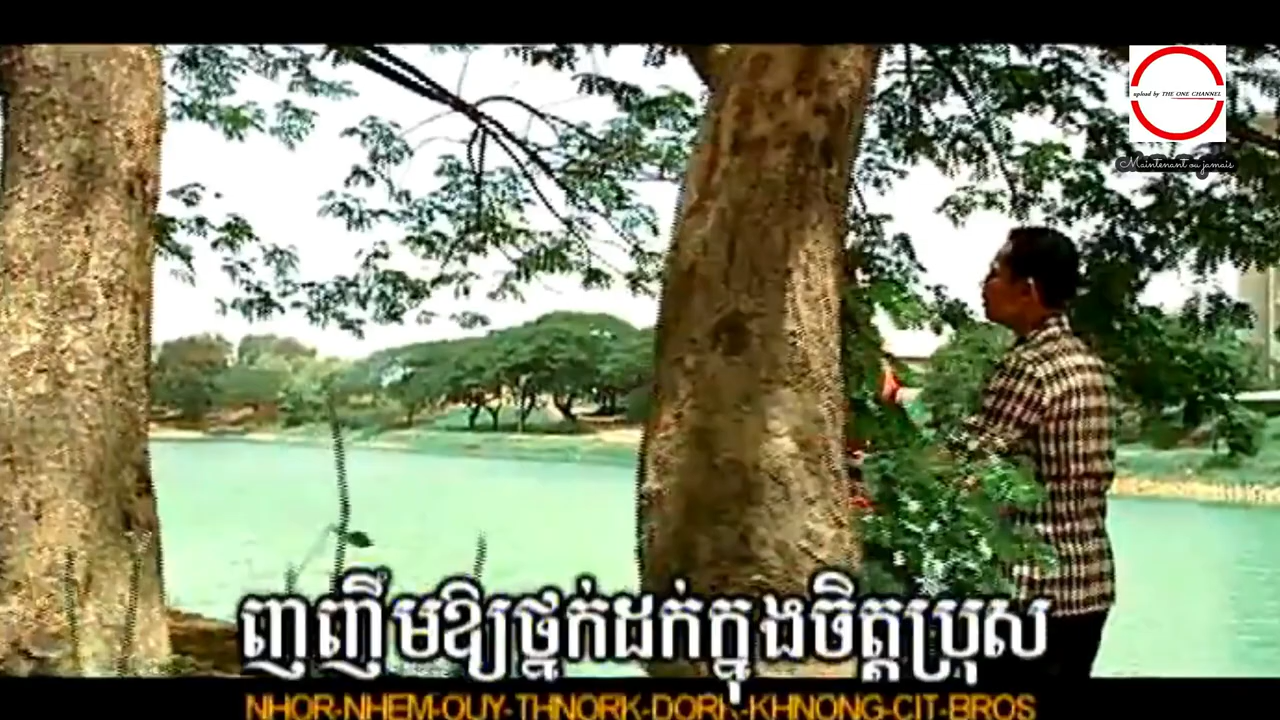 upload by THE ONE CHANNEL
Maintenant ou jamais
ញញឹមឱ្យថ្នក់ដក់ក្នុងចិត្តប្រុស
NHOR-NHEM-OUY-THNORK-DORK-KHNONG-CIT-BROS